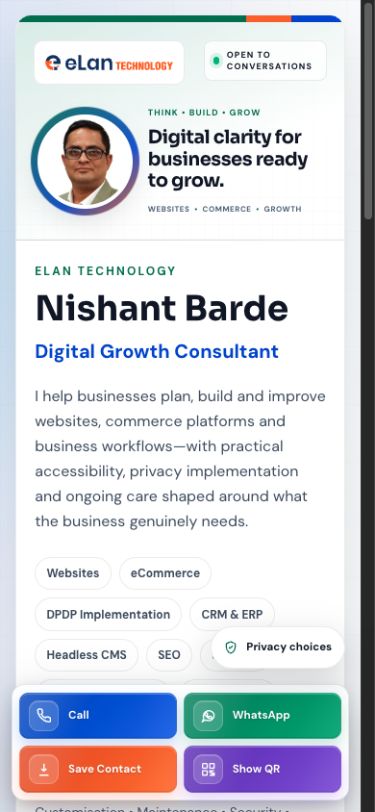 eLan TECHNOLOGY
OPEN TO
CONVERSATIONS
THINK • BUILD • GROW
Digital clarity for
businesses ready
to grow.
WEBSITES • COMMERCE • GROWTH
ELAN TECHNOLOGY
Nishant Barde
Digital Growth Consultant
I help businesses plan, build and improve
websites, commerce platforms and
business workflows—with practical
accessibility, privacy implementation
and ongoing care shaped around what
the business genuinely needs.
Websites
eCommerce
DPDP Implementation
CRM & ERP
Headless CMS
SEO
Privacy choices
Call
WhatsApp
Save Contact
Show QR
Customisation • Maintenance • Security •